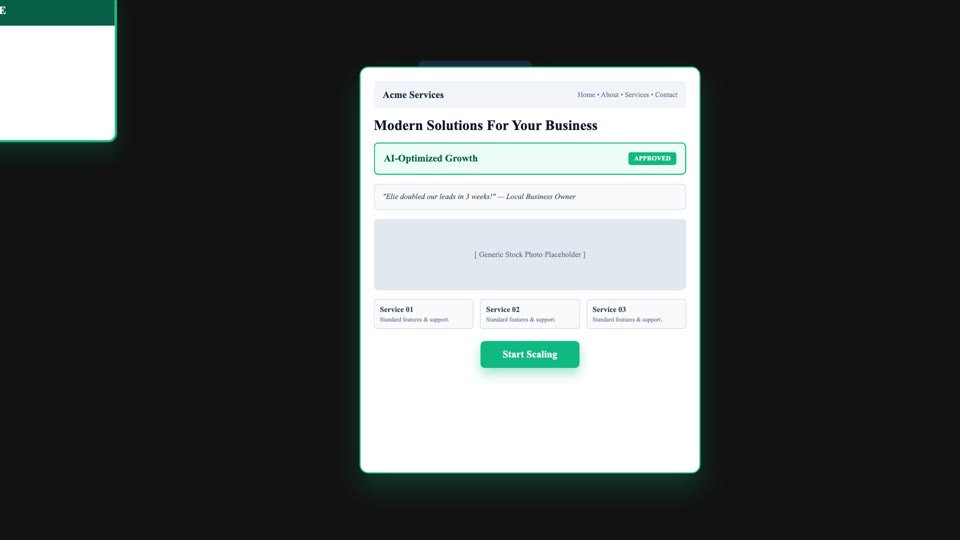 E
Acme Services
Home • About • Services • Contact
Modern Solutions For Your Business
AI-Optimized Growth
APPROVED
"Elie doubled our leads in 3 weeks!" — Local Business Owner
[ Generic Stock Photo Placeholder ]
Service 01
Standard features & support.
Service 02
Standard features & support.
Service 03
Standard features & support.
Start Scaling